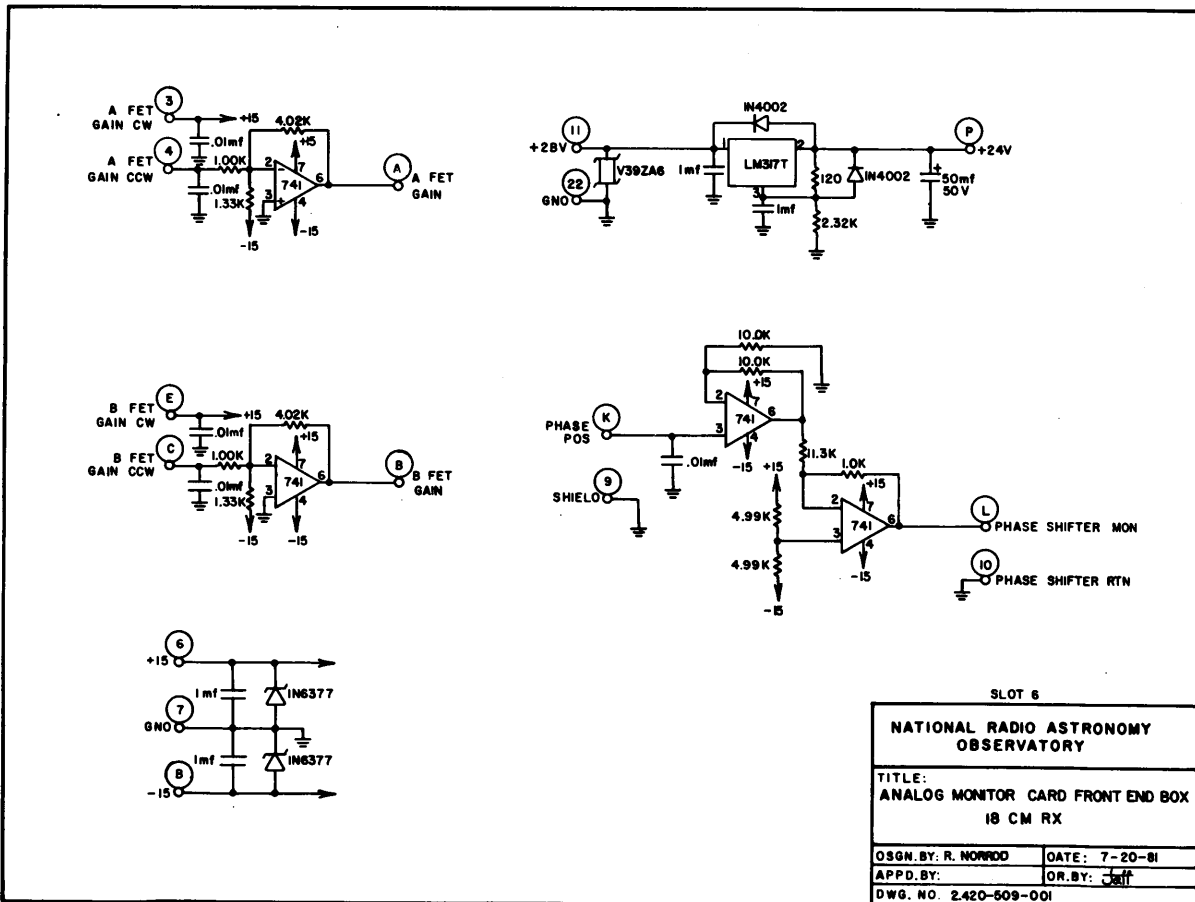 3
A FET
GAIN CW
+15
4.02K
.01mf
+15
4
A FET
GAIN CCW
1.00K
2
-
7
741
6
A
A FET
GAIN
.01mf
1.33K
3
+
4
-15
-15
IN4002
11
+28V
1
2
P
+24V
V39ZA6
1mf
LM317T
22
GNO
3
120
IN4002
+
50mf
50V
1mf
2.32K
E
B FET
GAIN CW
+15
4.02K
.01mf
+15
C
B FET
GAIN CCW
1.00K
2
7
741
6
B
B FET
GAIN
.01mf
1.33K
3
4
-15
-15
10.0K
10.0K
+15
2
7
K
PHASE
POS
741
6
3
4
.01mf
-15
11.3K
9
SHIELO
+15
1.0K
+15
4.99K
2
7
741
6
L
PHASE SHIFTER MON
3
4
4.99K
-15
-15
10
PHASE SHIFTER RTN
6
+15
1mf
IN6377
7
GNO
1mf
IN6377
B
-15
SLOT 6
NATIONAL RADIO ASTRONOMY
OBSERVATORY
TITLE:
ANALOG MONITOR CARD FRONT END BOX
18 CM RX
OSGN. BY: R. NORROD
DATE: 7-20-81
APPD. BY:
OR. BY: Jaff
DWG. NO. 2.420-509-001